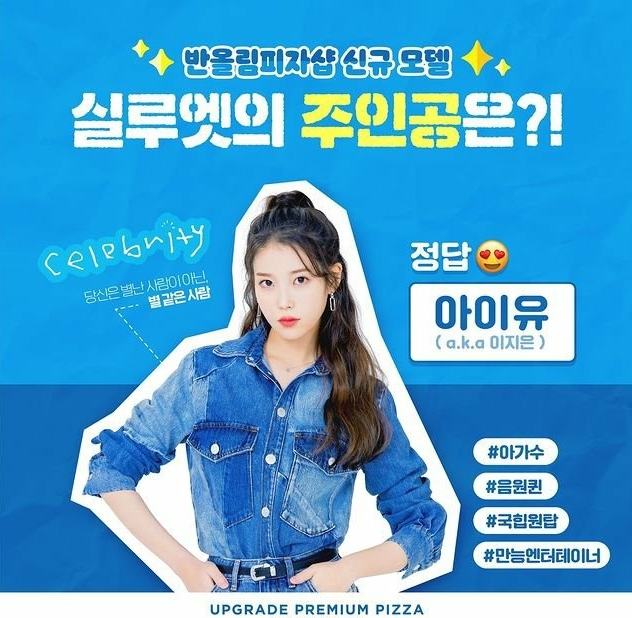 반올림피자샵 신규 모델
실루엣의 주인공은?!
celebrity
당신은 별난 사람이 아닌,
별 같은 사람
정답
아이유
( a.k.a 이지은 )
#아가수
#음원퀸
#국힙원탑
#만능엔터테이너
UPGRADE PREMIUM PIZZA